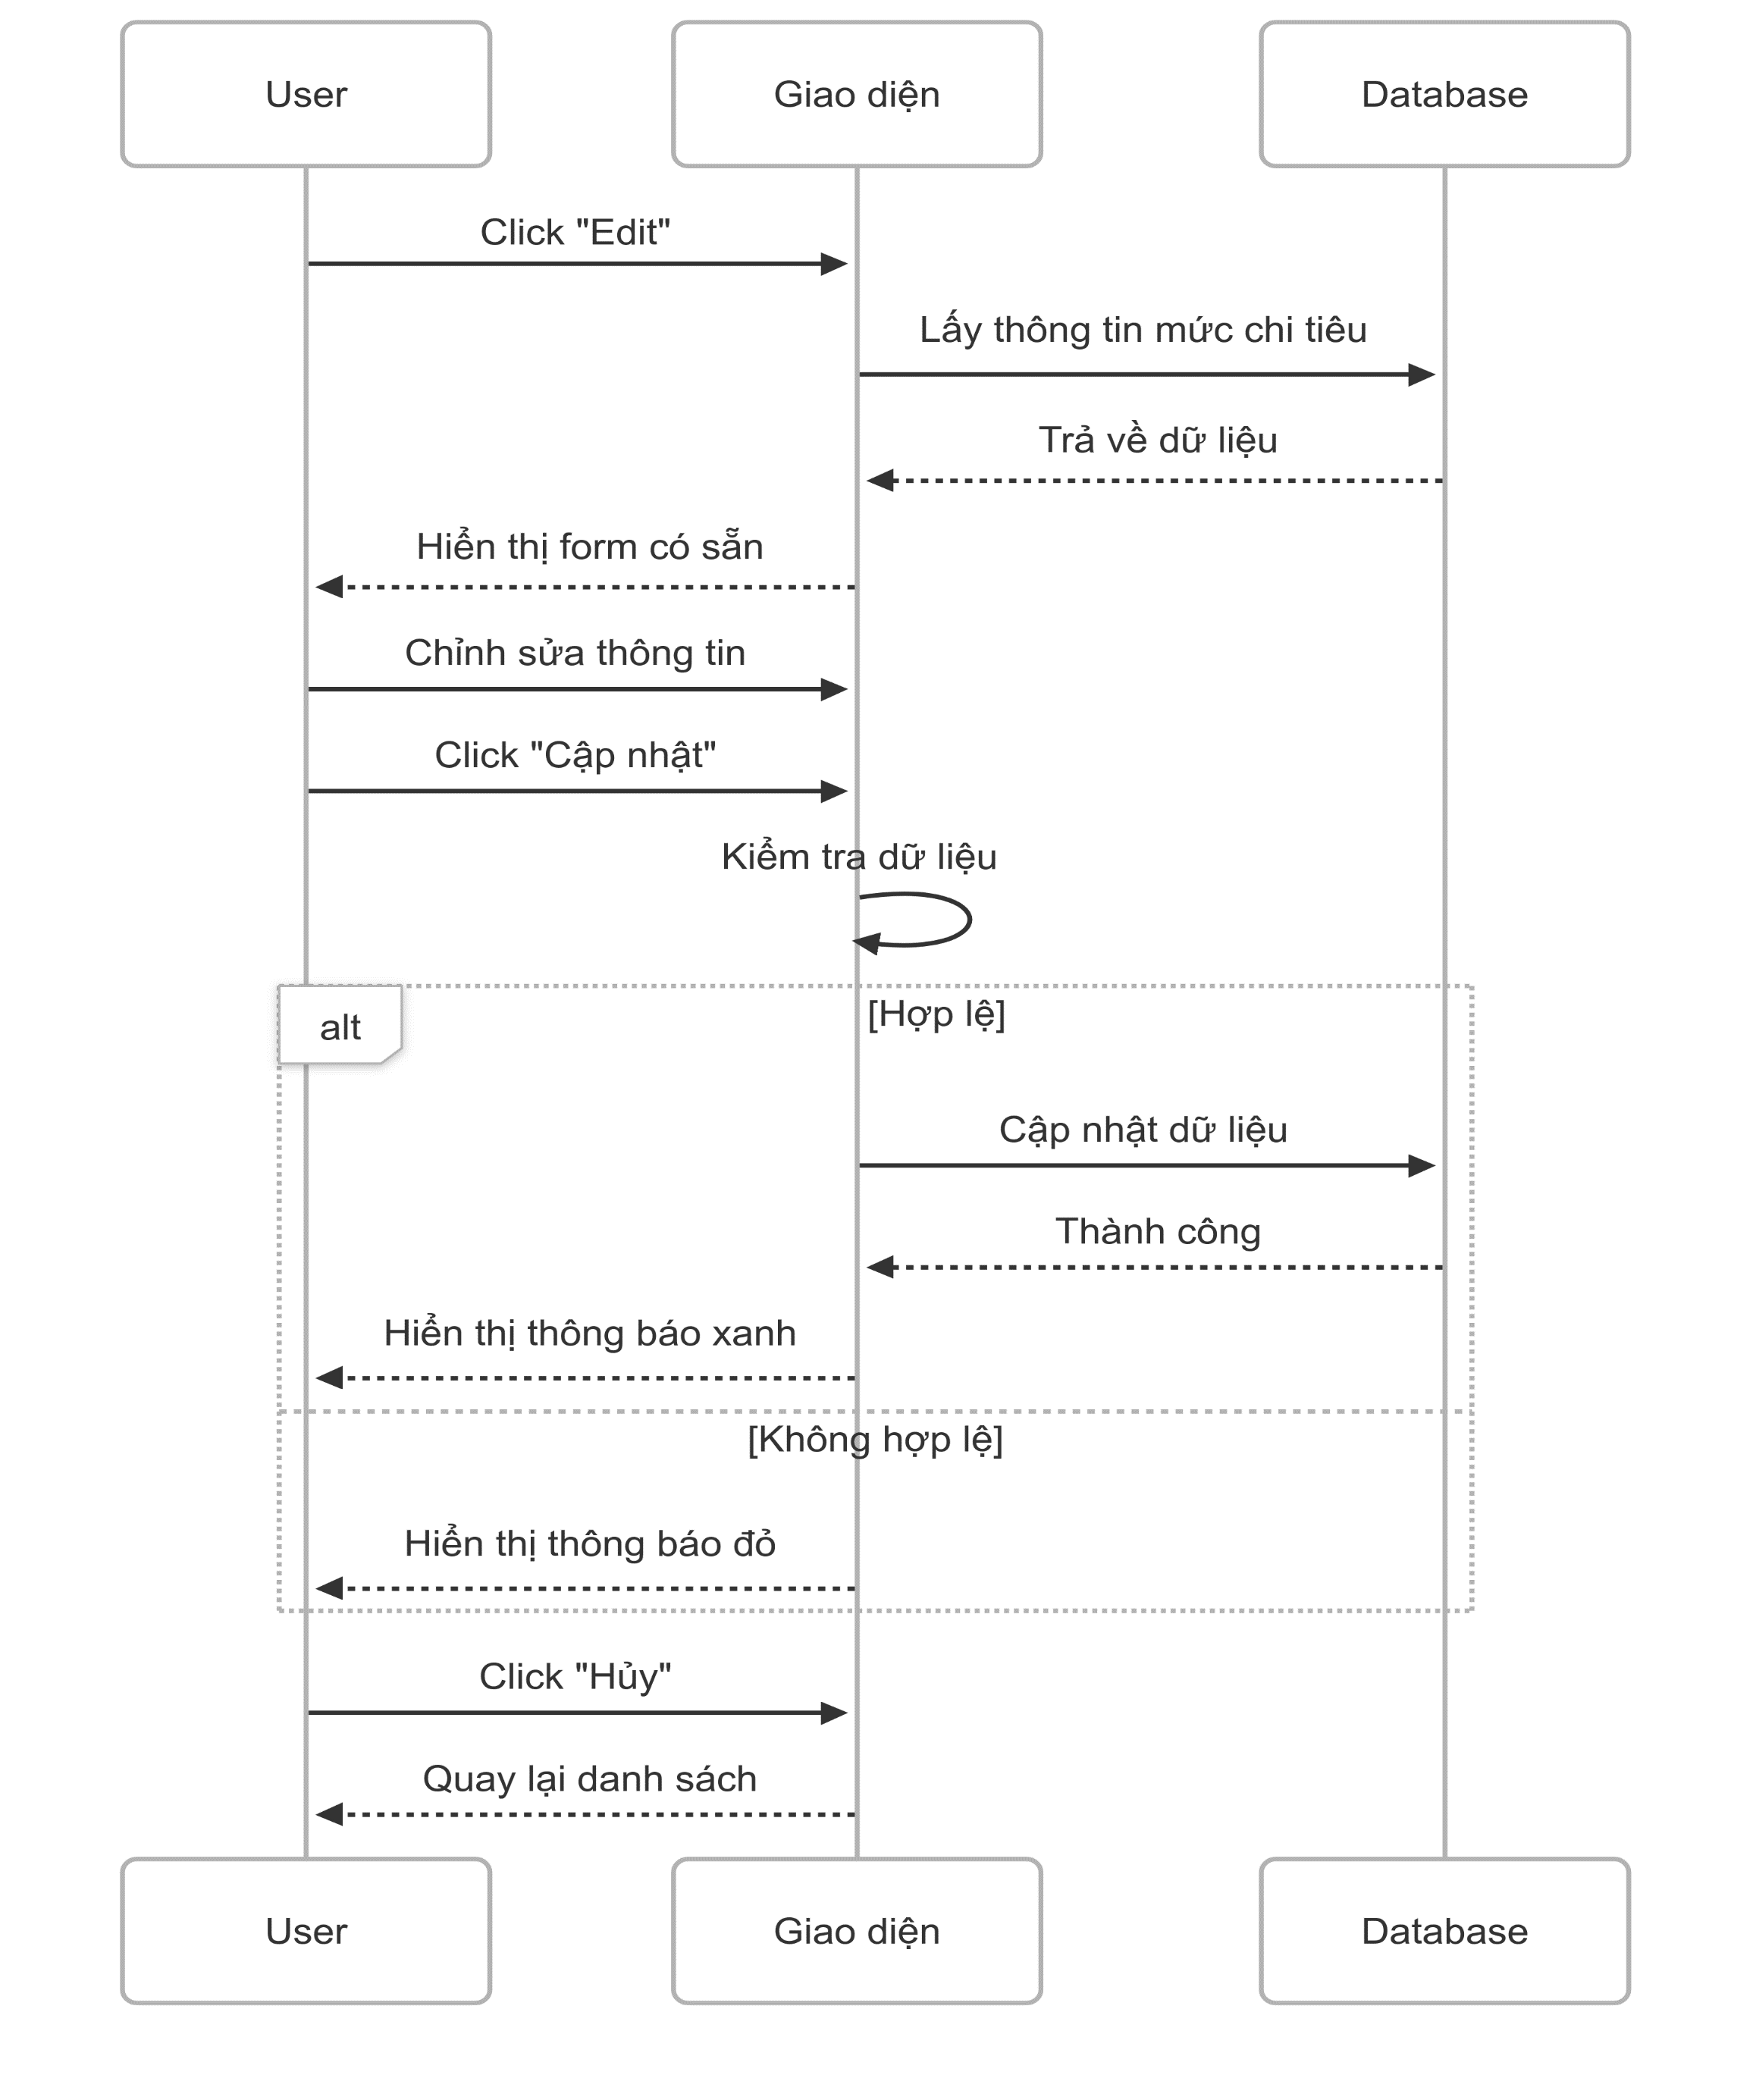 User
Giao diện
Database
Click "Edit"
Lấy thông tin mức chi tiêu
Trả về dữ liệu
Hiển thị form có sẵn
Chỉnh sửa thông tin
Click "Cập nhật"
Kiểm tra dữ liệu
alt
[Hợp lệ]
Cập nhật dữ liệu
Thành công
Hiển thị thông báo xanh
[Không hợp lệ]
Hiển thị thông báo đỏ
Click "Hủy"
Quay lại danh sách
User
Giao diện
Database